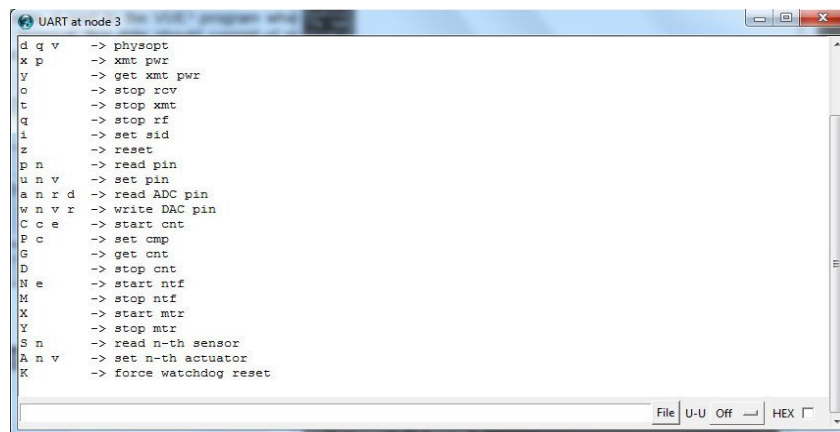 UART at node 3
d q v -> physopt
x p -> xmt pwr
y -> get xmt pwr
o -> stop rcv
t -> stop xmt
q -> stop rf
i -> set sid
z -> reset
p n -> read pin
u n v -> set pin
a n r d -> read ADC pin
w n v r -> write DAC pin
C c e -> start cnt
P c -> set cmp
G -> get cnt
D -> stop cnt
N e -> start ntf
M -> stop ntf
X -> start mtr
Y -> stop mtr
S n -> read n-th sensor
A n v -> set n-th actuator
K -> force watchdog reset
File U-U Off HEX